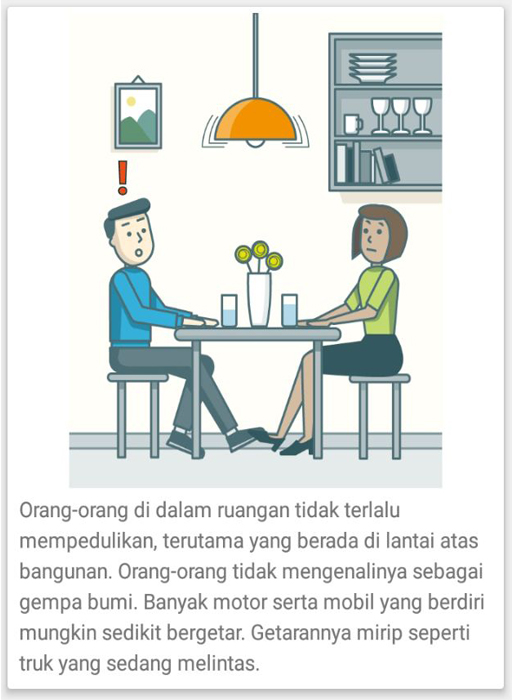 Orang-orang di dalam ruangan tidak terlalu
mempedulikan, terutama yang berada di lantai atas
bangunan. Orang-orang tidak mengenalinya sebagai
gempa bumi. Banyak motor serta mobil yang berdiri
mungkin sedikit bergetar. Getarannya mirip seperti
truk yang sedang melintas.